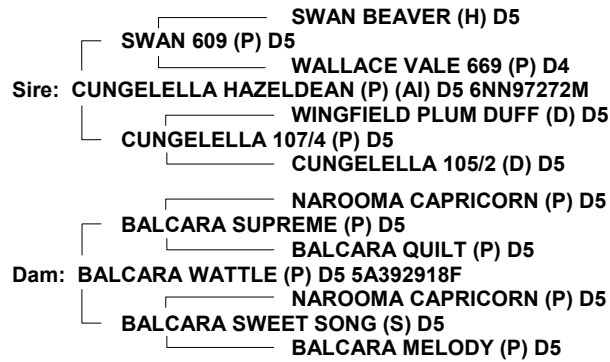 SWAN BEAVER (H) D5
SWAN 609 (P) D5
WALLACE VALE 669 (P) D4
Sire: CUNGELELLA HAZELDEAN (P) (AI) D5 6NN97272M
WINGFIELD PLUM DUFF (D) D5
CUNGELELLA 107/4 (P) D5
CUNGELELLA 105/2 (D) D5
NAROOMA CAPRICORN (P) D5
BALCARA SUPREME (P) D5
BALCARA QUILT (P) D5
Dam: BALCARA WATTLE (P) D5 5A392918F
NAROOMA CAPRICORN (P) D5
BALCARA SWEET SONG (S) D5
BALCARA MELODY (P) D5